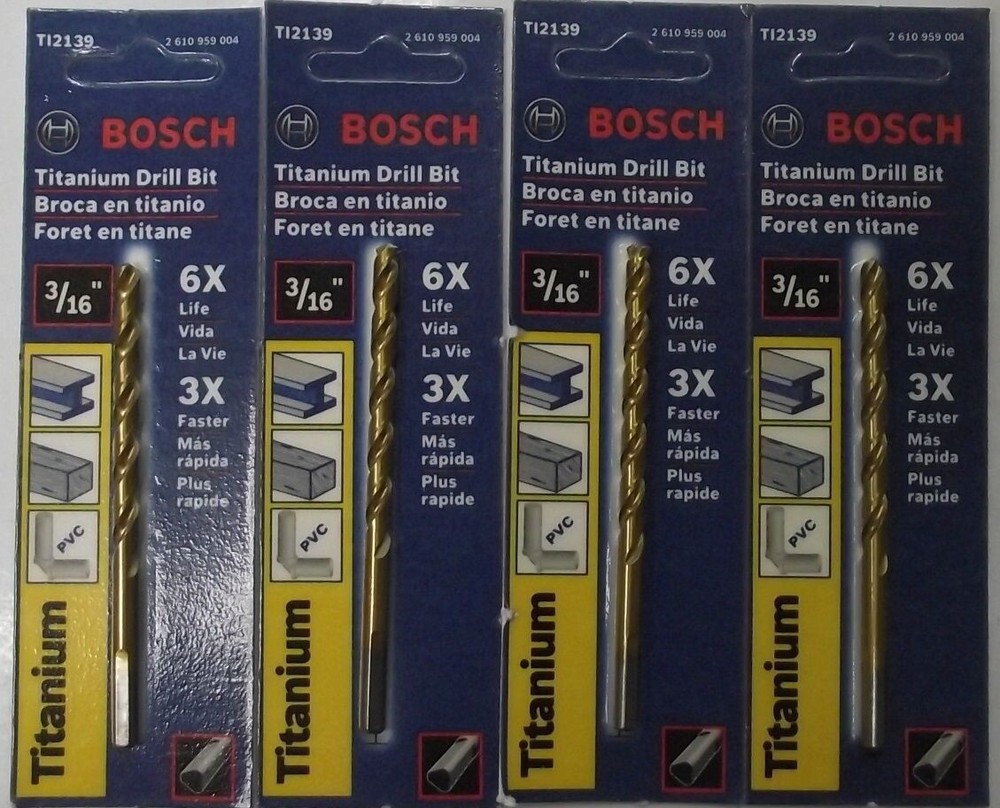 TI2139
2 610 959 004
BOSCH
Titanium Drill Bit
Broca en titanio
Foret en titane
3/16"
6X
Life
Vida
La Vie
3X
Faster
Más
rápida
Plus
rapide
PVC
Titanium
TI2139
2 610 959 004
BOSCH
Titanium Drill Bit
Broca en titanio
Foret en titane
3/16"
6X
Life
Vida
La Vie
3X
Faster
Más
rápida
Plus
rapide
PVC
Titanium
TI2139
2 610 959 004
BOSCH
Titanium Drill Bit
Broca en titanio
Foret en titane
3/16"
6X
Life
Vida
La Vie
3X
Faster
Más
rápida
Plus
rapide
PVC
Titanium
TI2139
2 610 959 004
BOSCH
Titanium Drill Bit
Broca en titanio
Foret en titane
3/16"
6X
Life
Vida
La Vie
3X
Faster
Más
rápida
Plus
rapide
PVC
Titanium